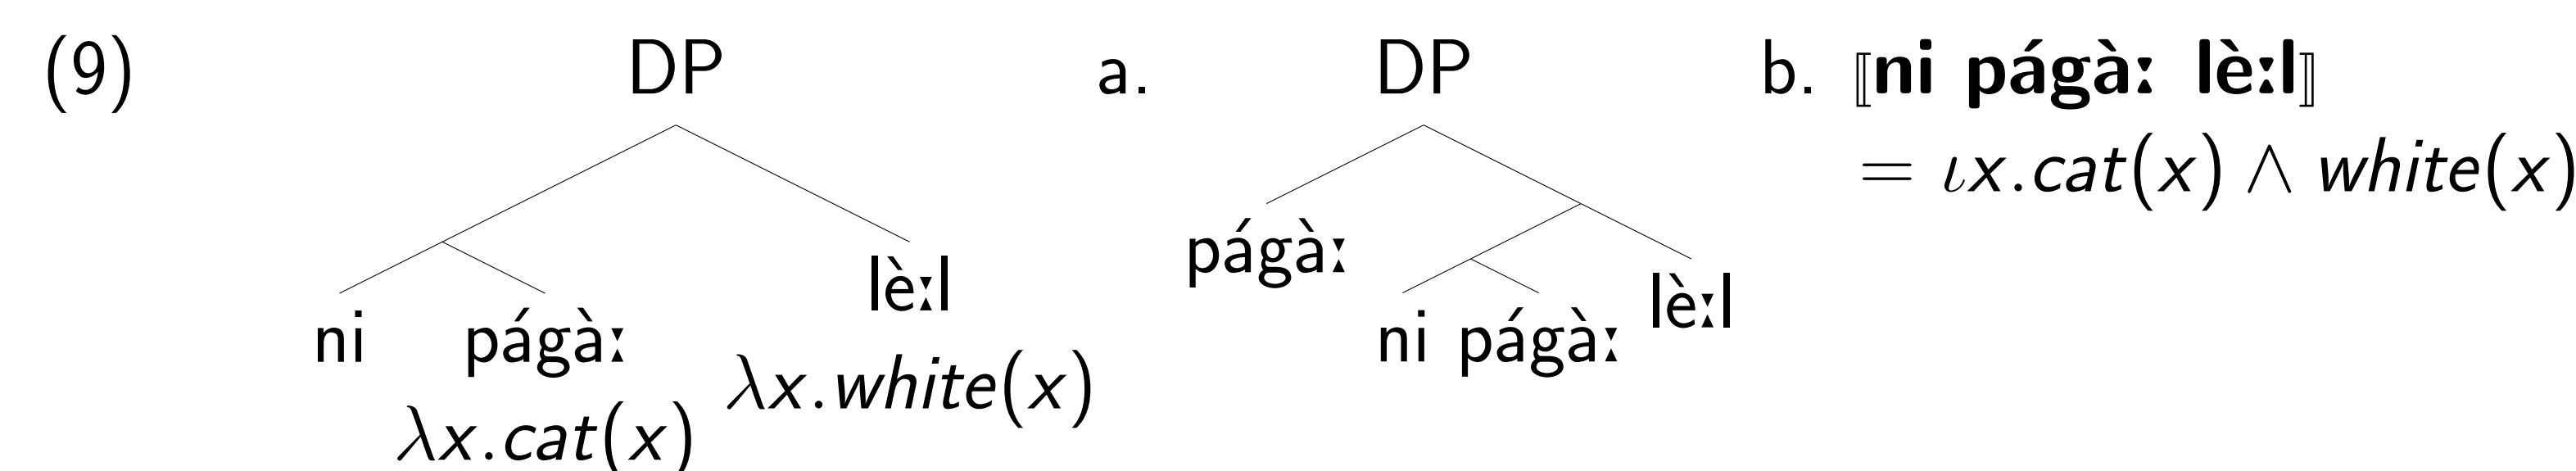 (9) DP a. DP b. ⟦ni págàː lèːl⟧
= ιx.cat(x) ∧ white(x)
págàː
lèːl lèːl
ni págàː ni págàː
λx.white(x)
λx.cat(x)